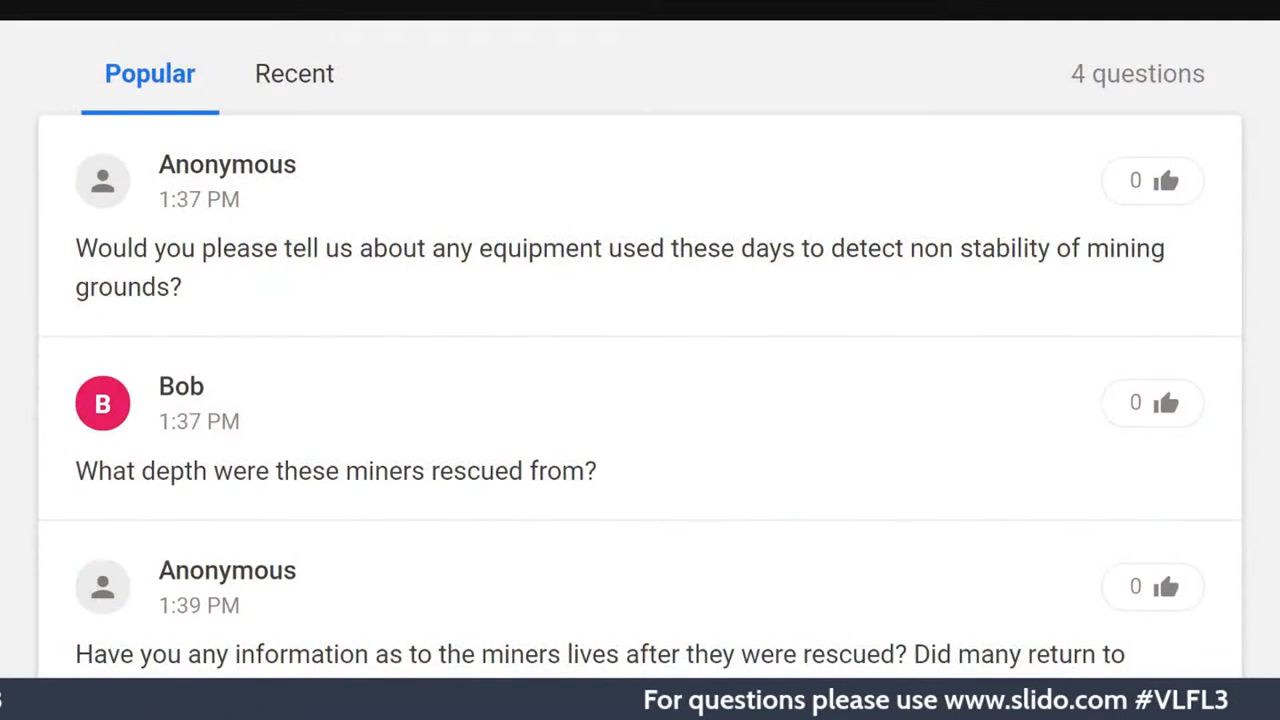 Popular
Recent
4 questions
Anonymous
1:37 PM
0
Would you please tell us about any equipment used these days to detect non stability of mining
grounds?
B
Bob
1:37 PM
0
What depth were these miners rescued from?
Anonymous
1:39 PM
0
Have you any information as to the miners lives after they were rescued? Did many return to
For questions please use www.slido.com #VLFL3